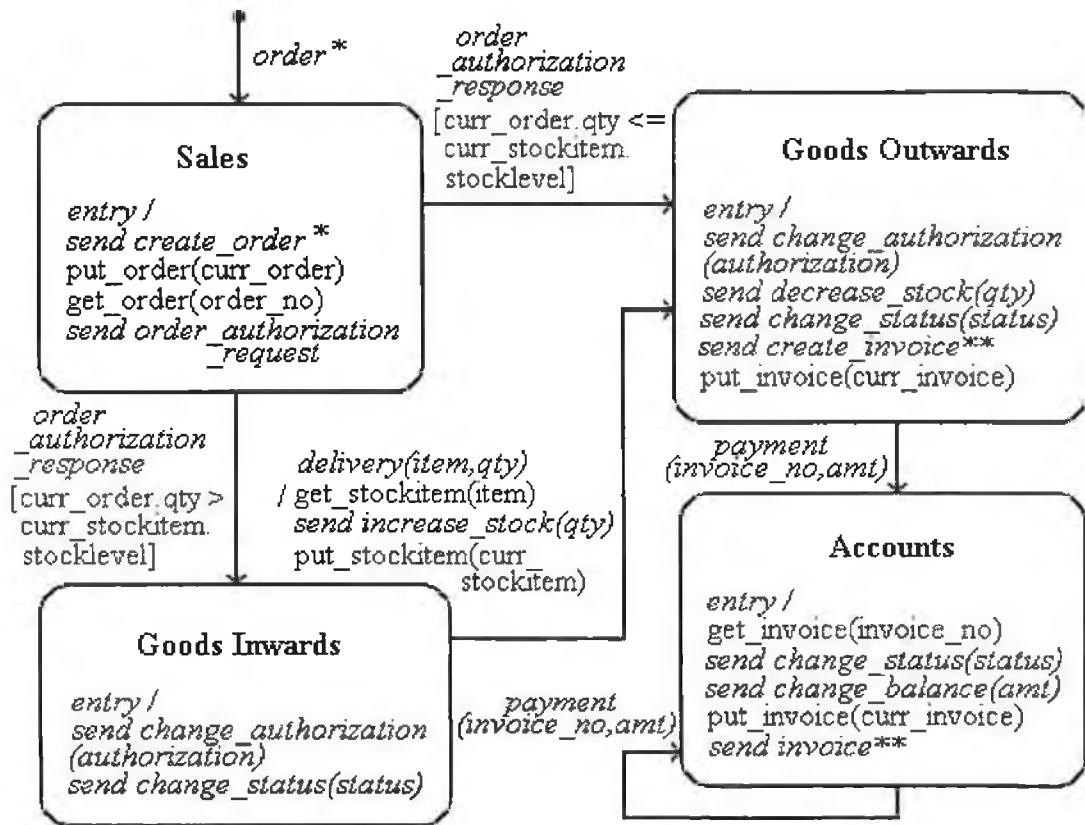 order *
Sales
entry /
send create_order *
put_order(curr_order)
get_order(order_no)
send order_authorization
_request
order
_authorization
_response
[curr_order.qty <=
curr_stockitem.
stocklevel]
Goods Outwards
entry /
send change_authorization
(authorization)
send decrease_stock(qty)
send change_status(status)
send create_invoice**
put_invoice(curr_invoice)
order
_authorization
_response
[curr_order.qty >
curr_stockitem.
stocklevel]
delivery(item,qty)
/ get_stockitem(item)
send increase_stock(qty)
put_stockitem(curr_
stockitem)
payment
(invoice_no,amt)
Goods Inwards
entry /
send change_authorization
(authorization)
send change_status(status)
payment
(invoice_no,amt)
Accounts
entry /
get_invoice(invoice_no)
send change_status(status)
send change_balance(amt)
put_invoice(curr_invoice)
send invoice**